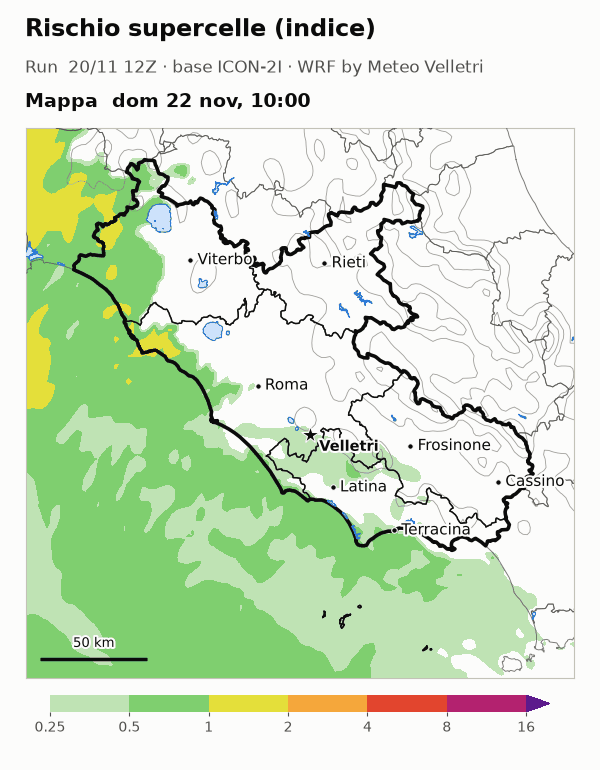 Rischio supercelle (indice)
Run  20/11 12Z · base ICON-2I · WRF by Meteo Velletri
Mappa  dom 22 nov, 10:00
Viterbo
Rieti
Roma
Velletri
Frosinone
Latina
Cassino
Terracina
50 km
0.25 0.5 1 2 4 8 16